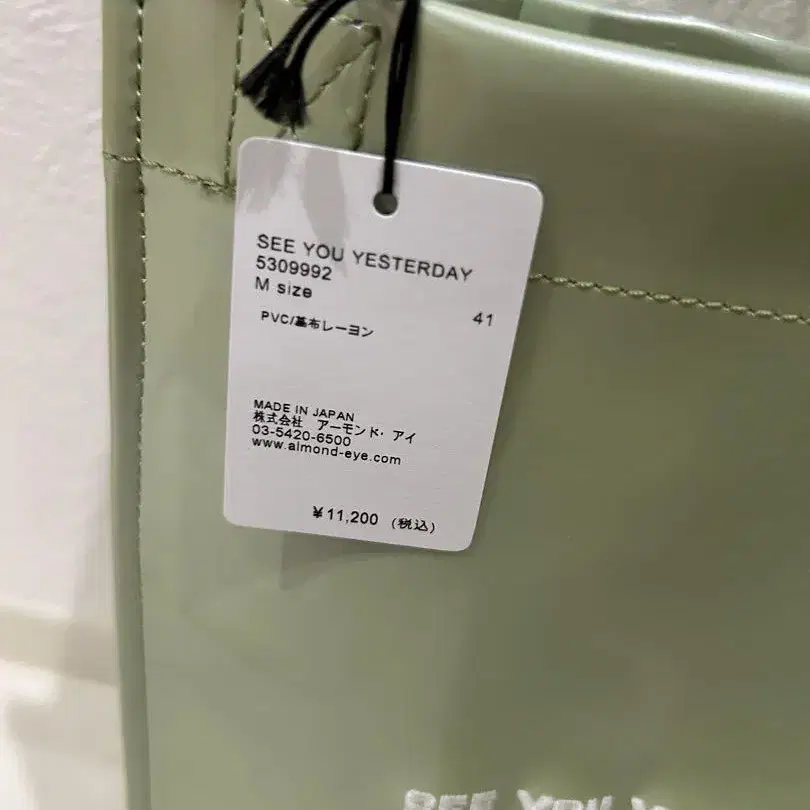 SEE YOU YESTERDAY
5309992
M size
41
PVC/基布レーヨン
MADE IN JAPAN
株式会社 アーモンド・アイ
03-5420-6500
www.almond-eye.com
¥11,200 (税込)
SEE YOU